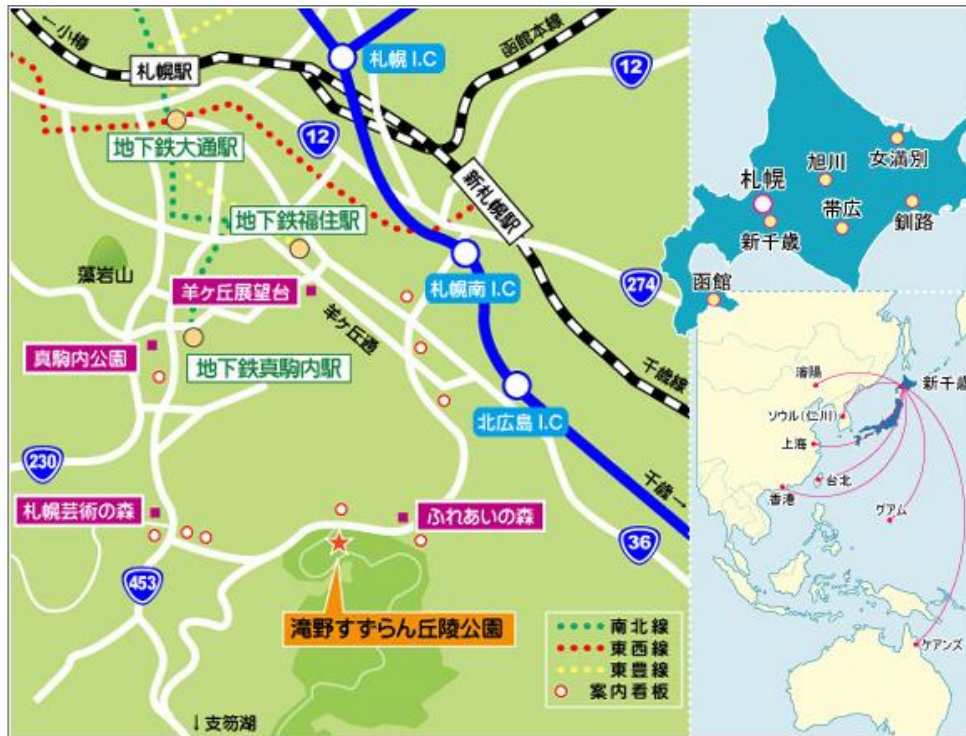 ←小樽
札幌駅
札幌 I.C
函館本線
12
地下鉄大通駅
12
新札幌駅
地下鉄福住駅
藻岩山
羊ヶ丘展望台
札幌南 I.C
274
真駒内公園
地下鉄真駒内駅
羊ヶ丘通
千歳線
北広島 I.C
230
千歳→
札幌芸術の森
ふれあいの森
36
453
滝野すずらん丘陵公園
南北線
東西線
東豊線
案内看板
↓支笏湖
女満別
旭川
札幌
帯広
釧路
新千歳
函館
瀋陽
新千歳
ソウル(仁川)
上海
台北
香港
グアム
ケアンズ